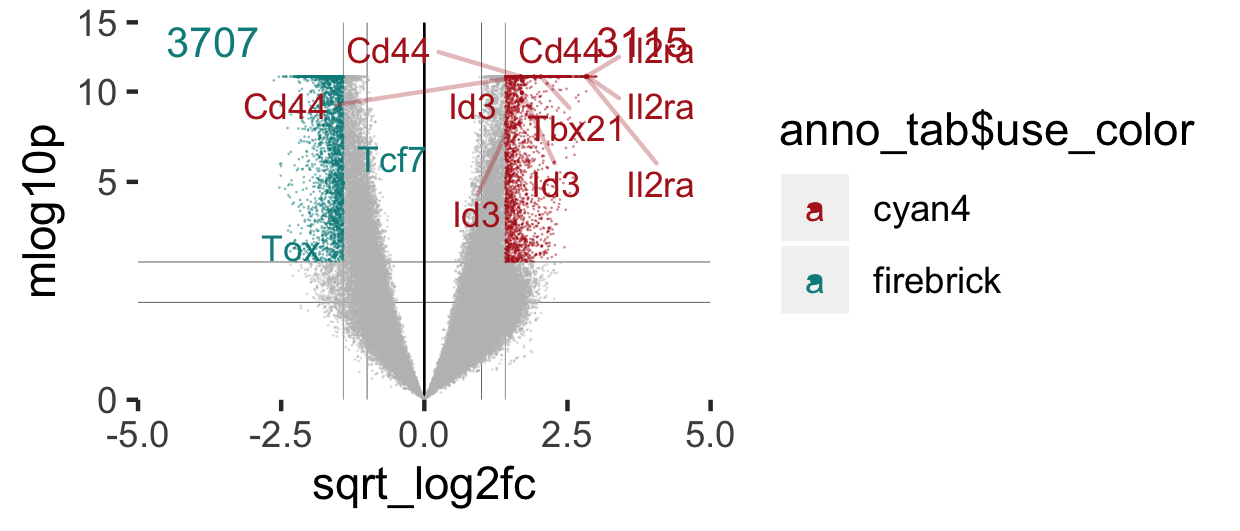 15
3707
Cd44
Cd44
3115
Il2ra
10
Cd44
Id3
Il2ra
Tbx21
Tcf7
5
Id3
Il2ra
Id3
Tox
0
-5.0
-2.5
0.0
2.5
5.0
sqrt_log2fc
mlog10p
anno_tab$use_color
a
cyan4
a
firebrick